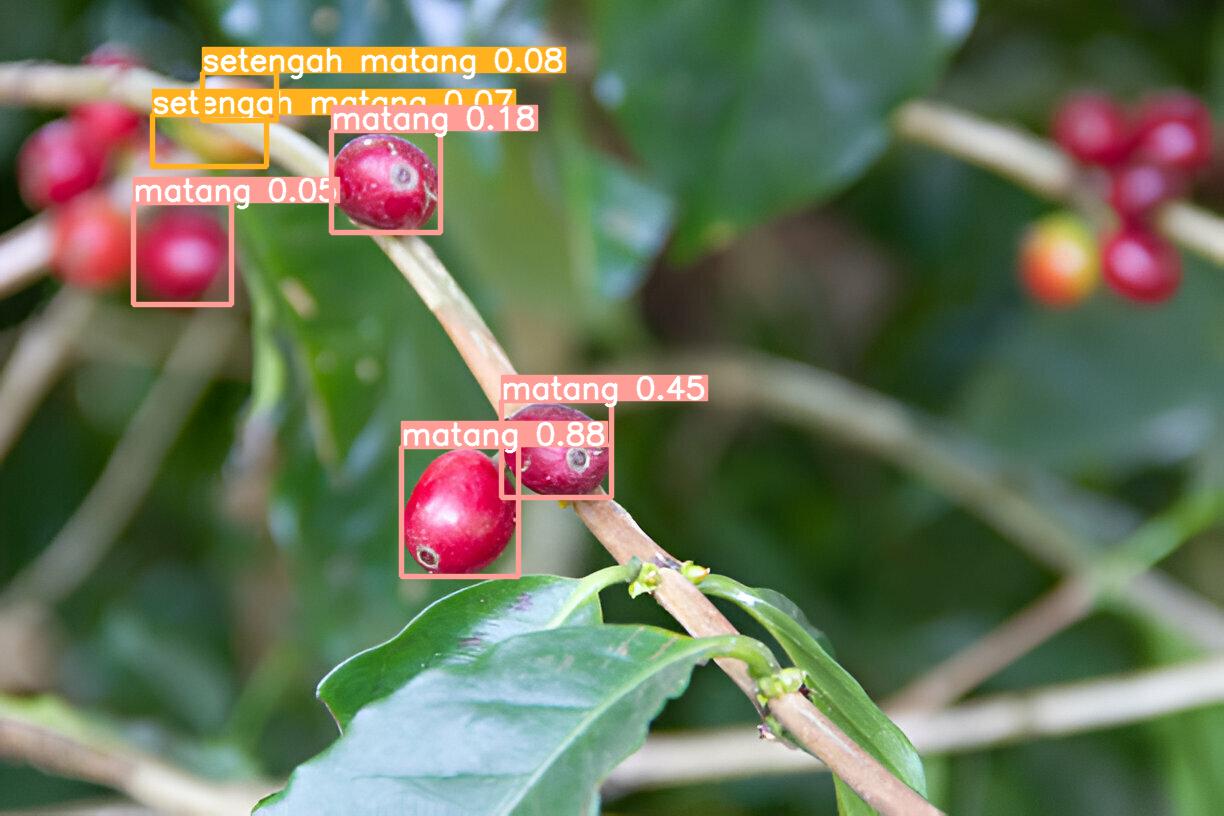 setengah matang 0.08
setengah matang 0.07
matang 0.18
matang 0.05
matang 0.45
matang 0.88